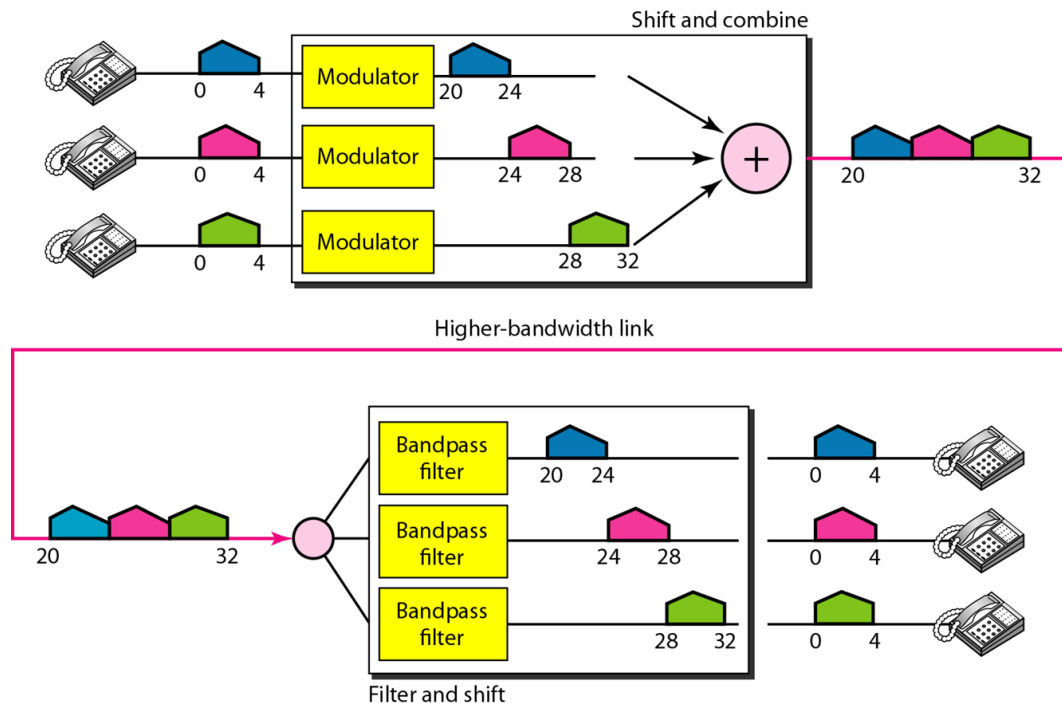 Shift and combine
0 4
Modulator
20 24
0 4
Modulator
24 28
20 32
0 4
Modulator
28 32
+
Higher-bandwidth link
Bandpass
filter
20 24
0 4
20 32
Bandpass
filter
24 28
0 4
Bandpass
filter
28 32
0 4
Filter and shift